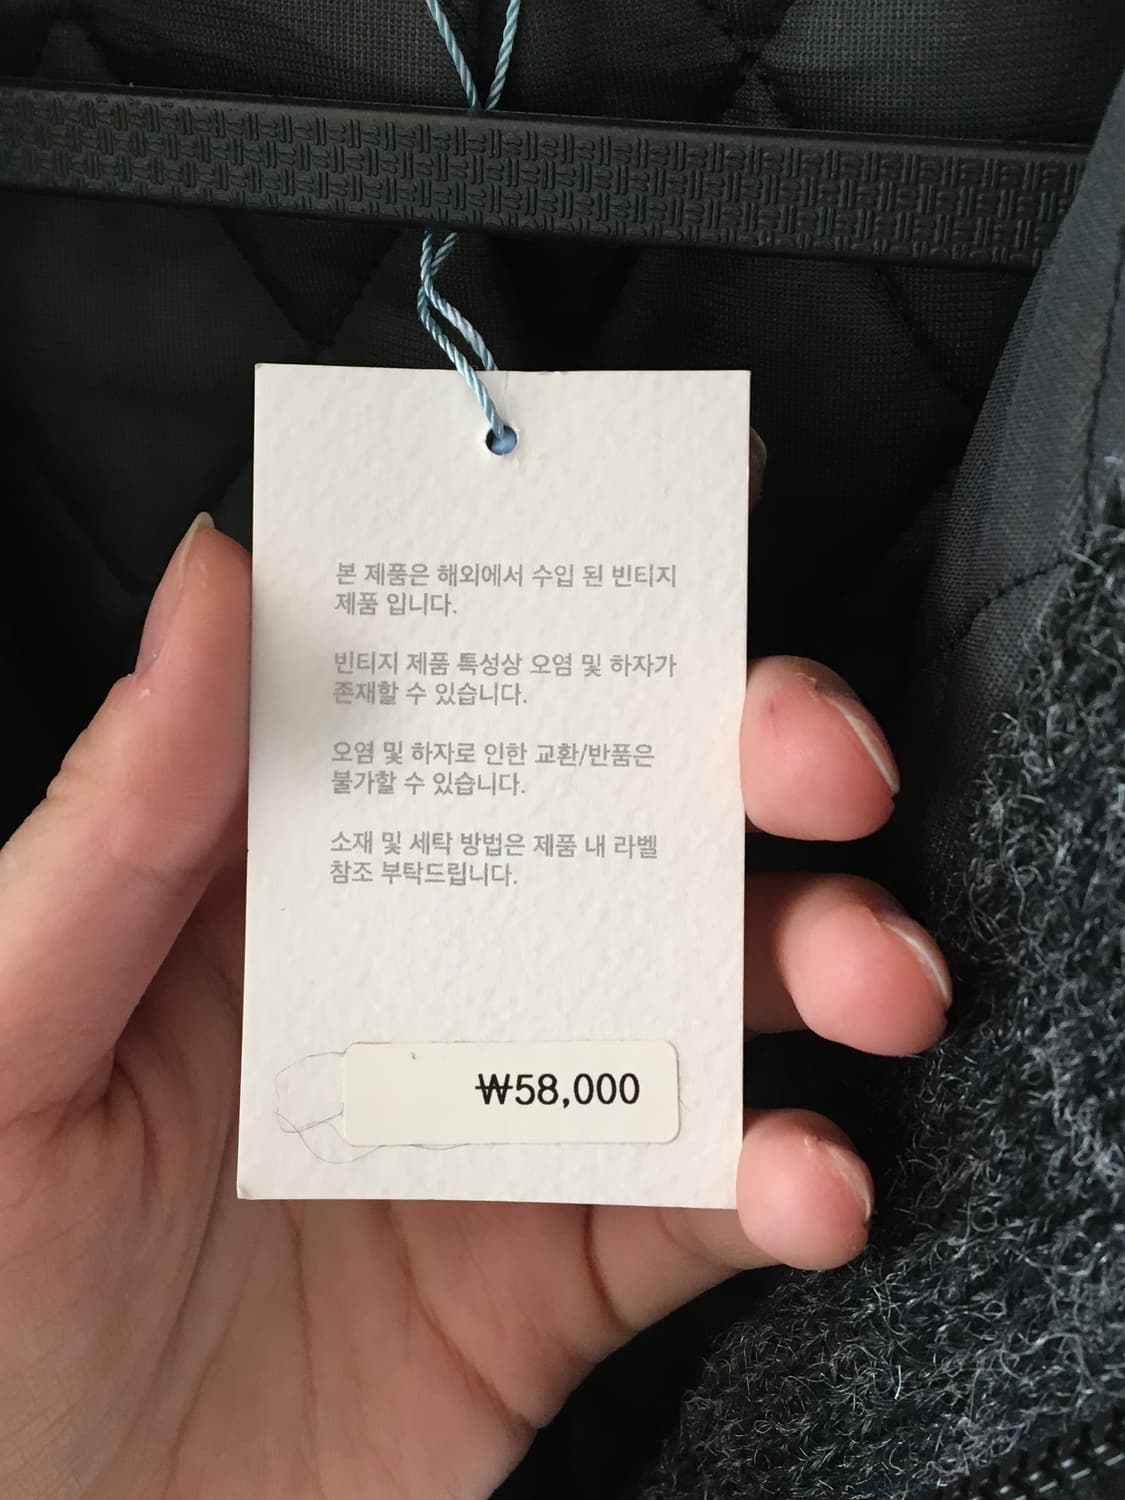 본 제품은 해외에서 수입 된 빈티지
제품 입니다.
빈티지 제품 특성상 오염 및 하자가
존재할 수 있습니다.
오염 및 하자로 인한 교환/반품은
불가할 수 있습니다.
소재 및 세탁 방법은 제품 내 라벨
참조 부탁드립니다.
₩58,000